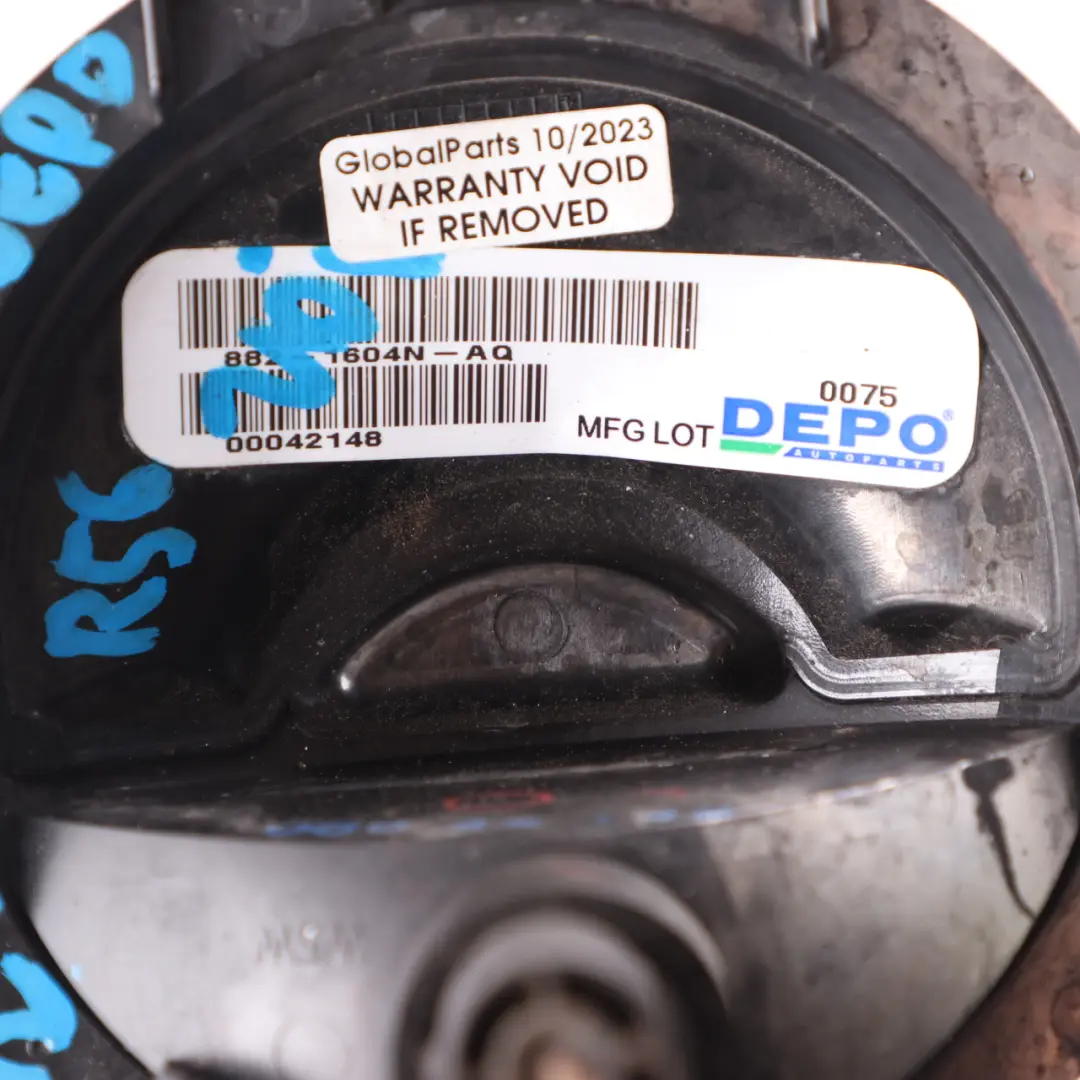 GlobalParts 10/2023
WARRANTY VOID
IF REMOVED
1604N-AQ
0075
00042148
MFG LOT DEPO®
AUTOPARTS
R56